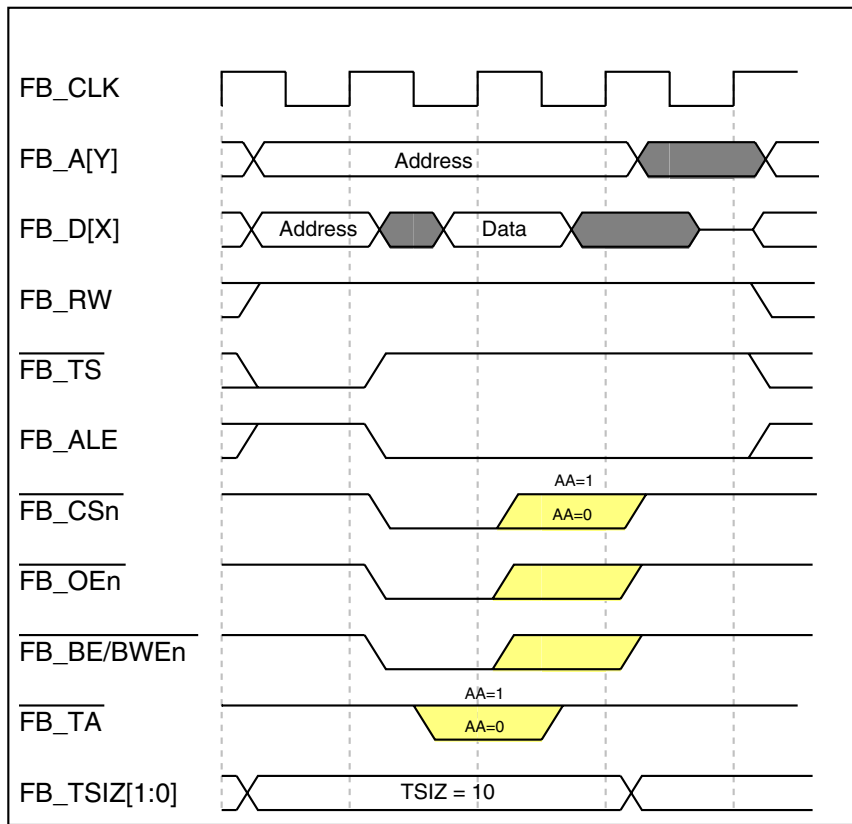 FB_CLK
FB_A[Y]
Address
FB_D[X]
Address
Data
FB_RW
FB_TS
FB_ALE
AA=1
FB_CSn
AA=0
FB_OEn
FB_BE/BWEn
AA=1
FB_TA
AA=0
FB_TSIZ[1:0]
TSIZ = 10